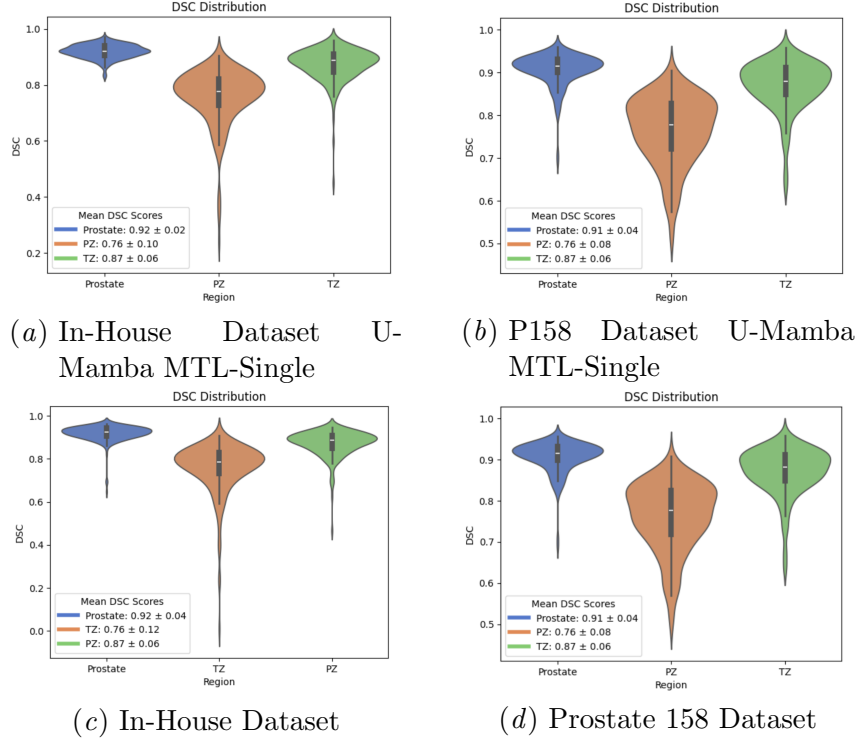 DSC Distribution
1.0
0.8
0.6
0.4
0.2
DSC
Mean DSC Scores
Prostate: 0.92 ± 0.02
PZ: 0.76 ± 0.10
TZ: 0.87 ± 0.06
Prostate
PZ
TZ
Region
(a) In-House Dataset U-
Mamba MTL-Single
DSC Distribution
1.0
0.9
0.8
0.7
0.6
0.5
DSC
Mean DSC Scores
Prostate: 0.91 ± 0.04
PZ: 0.76 ± 0.08
TZ: 0.87 ± 0.06
Prostate
PZ
TZ
Region
(b) P158 Dataset U-Mamba
MTL-Single
DSC Distribution
1.0
0.8
0.6
0.4
0.2
0.0
DSC
Mean DSC Scores
Prostate: 0.92 ± 0.04
TZ: 0.76 ± 0.12
PZ: 0.87 ± 0.06
Prostate
TZ
PZ
Region
(c) In-House Dataset
DSC Distribution
1.0
0.9
0.8
0.7
0.6
0.5
DSC
Mean DSC Scores
Prostate: 0.91 ± 0.04
PZ: 0.76 ± 0.08
TZ: 0.87 ± 0.06
Prostate
PZ
TZ
Region
(d) Prostate 158 Dataset